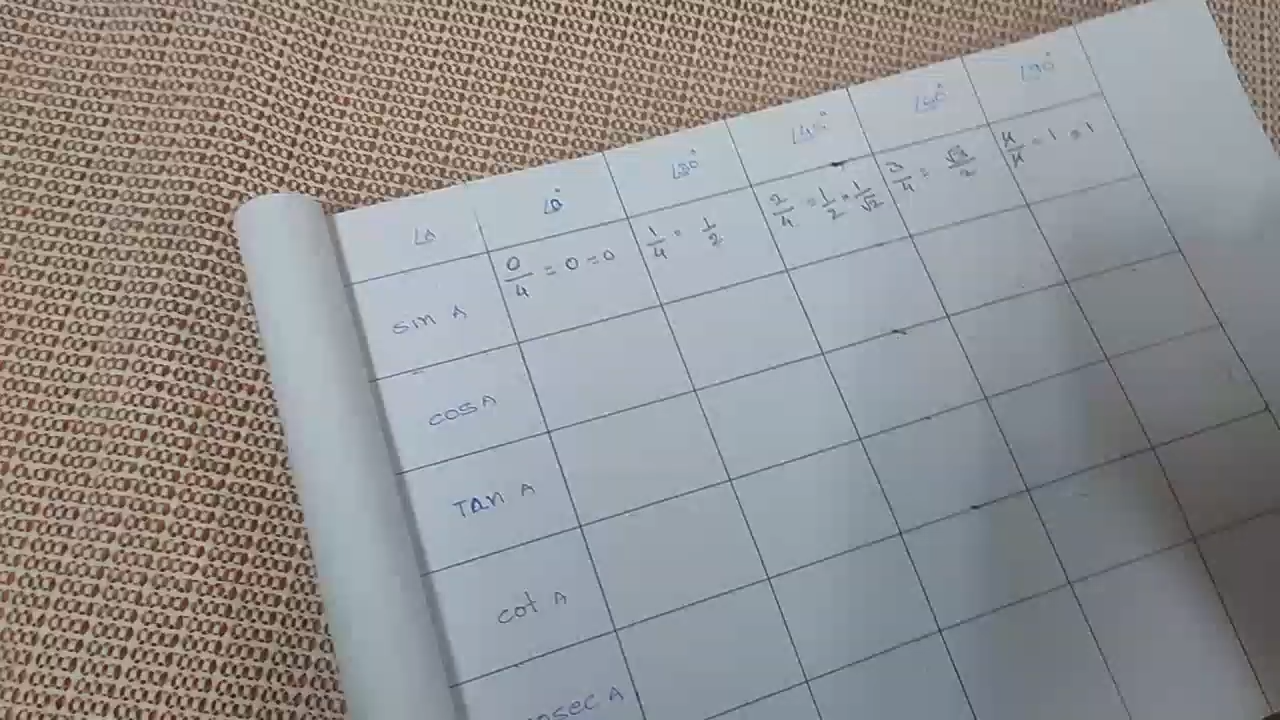 ∠A ∠0° ∠30° ∠45° ∠60° ∠90°
sin A 0/4 = 0 = 0 1/4 = 1/2 2/4 = 1/2 = 1/√2 3/4 = √3/2 4/4 = 1 = 1
cos A
Tan A
cot A
osec A